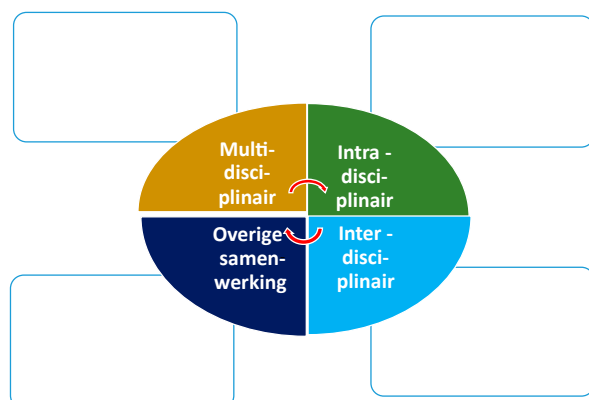 Multi-
disci-
plinair
Intra -
disci-
plinair
Overige
samen-
werking
Inter -
disci-
plinair